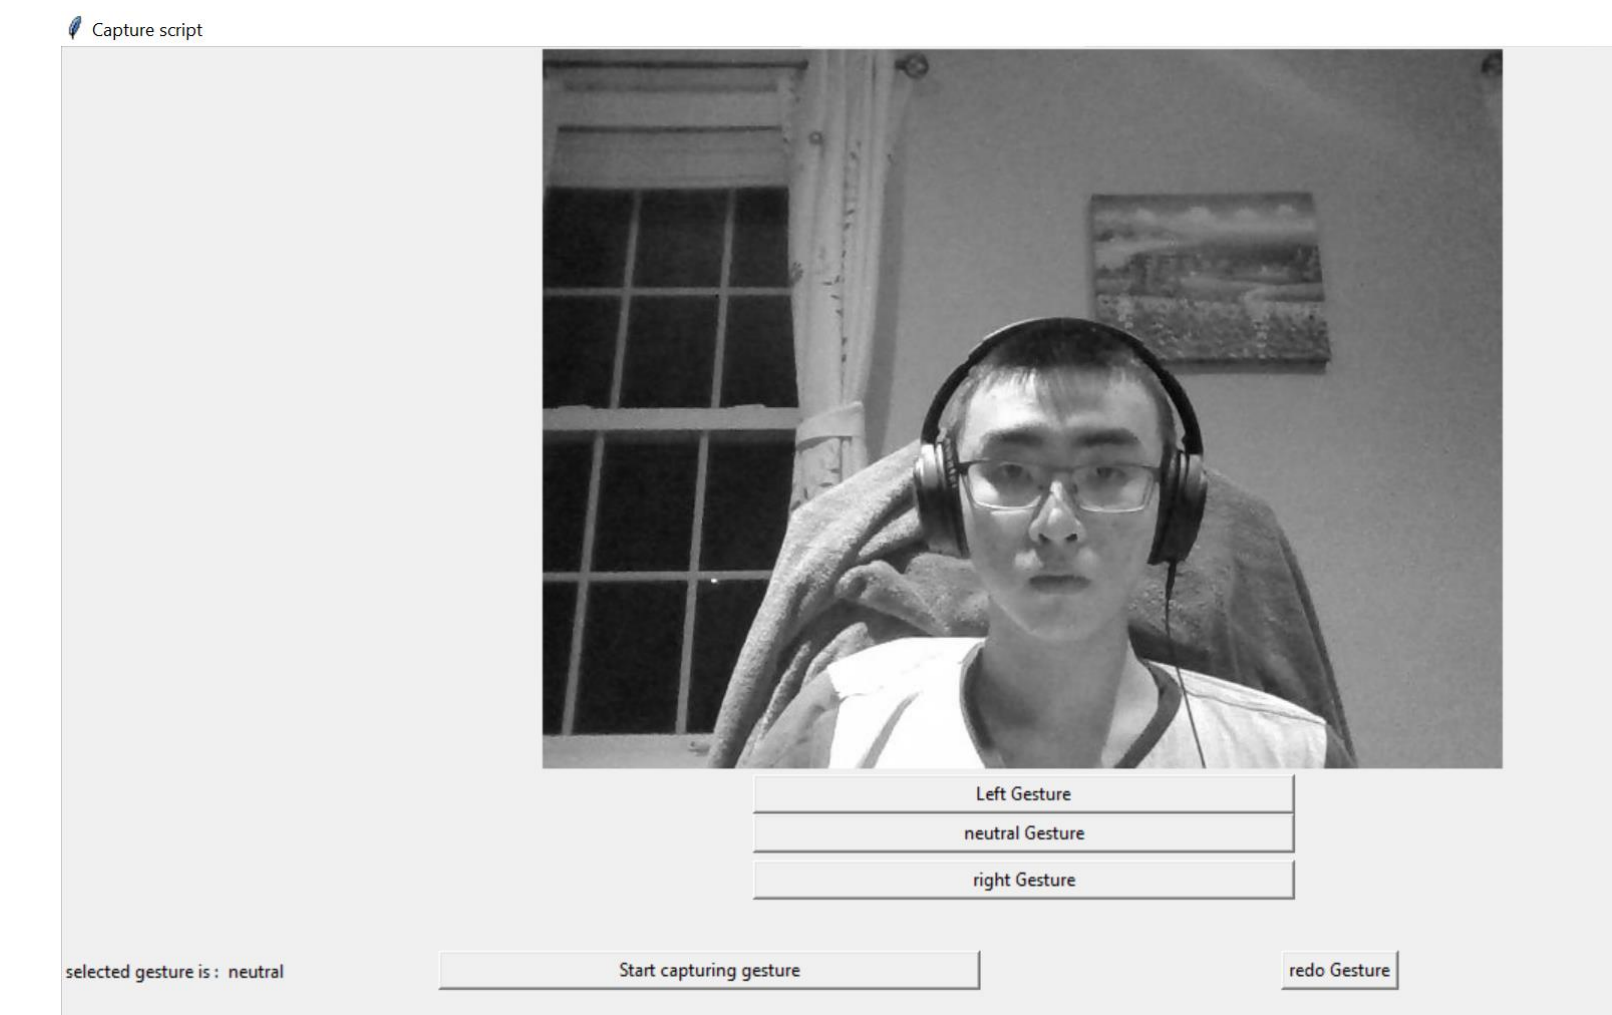 Capture script
Left Gesture
neutral Gesture
right Gesture
selected gesture is :  neutral
Start capturing gesture
redo Gesture